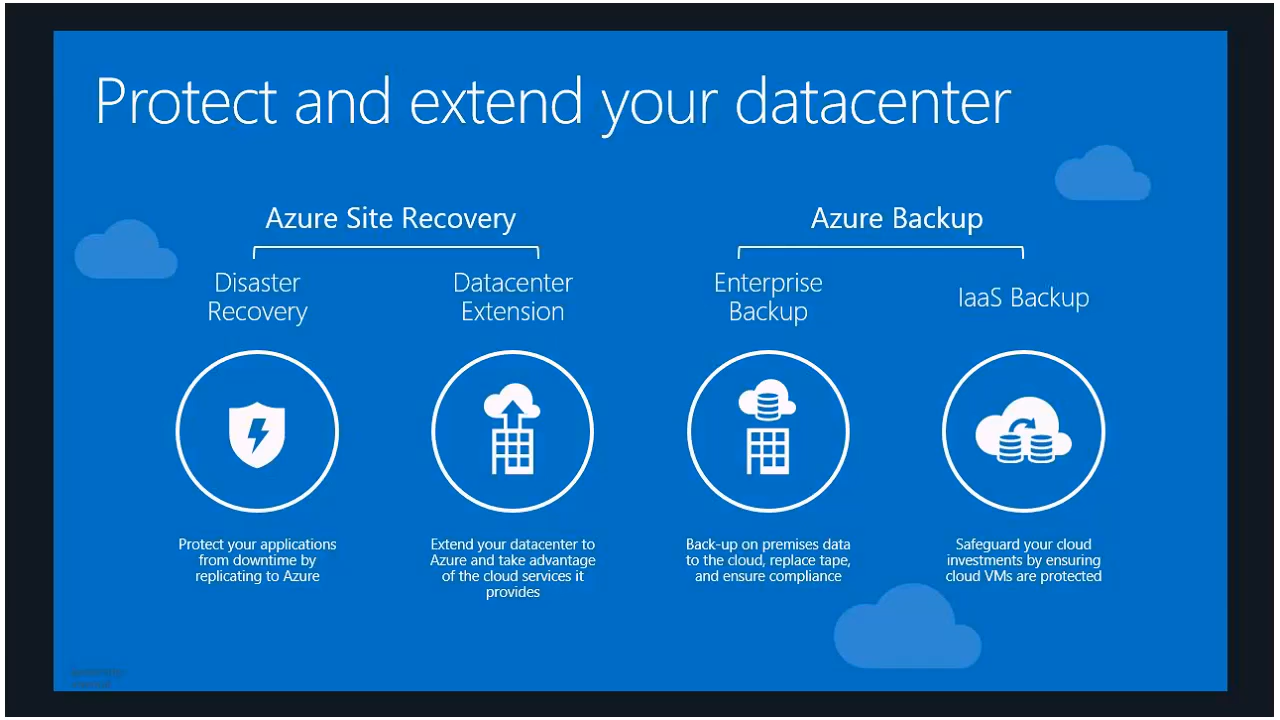 Protect and extend your datacenter
Azure Site Recovery
Azure Backup
Disaster
Recovery
Datacenter
Extension
Enterprise
Backup
IaaS Backup
Protect your applications
from downtime by
replicating to Azure
Extend your datacenter to
Azure and take advantage
of the cloud services it
provides
Back-up on premises data
to the cloud, replace tape,
and ensure compliance
Safeguard your cloud
investments by ensuring
cloud VMs are protected